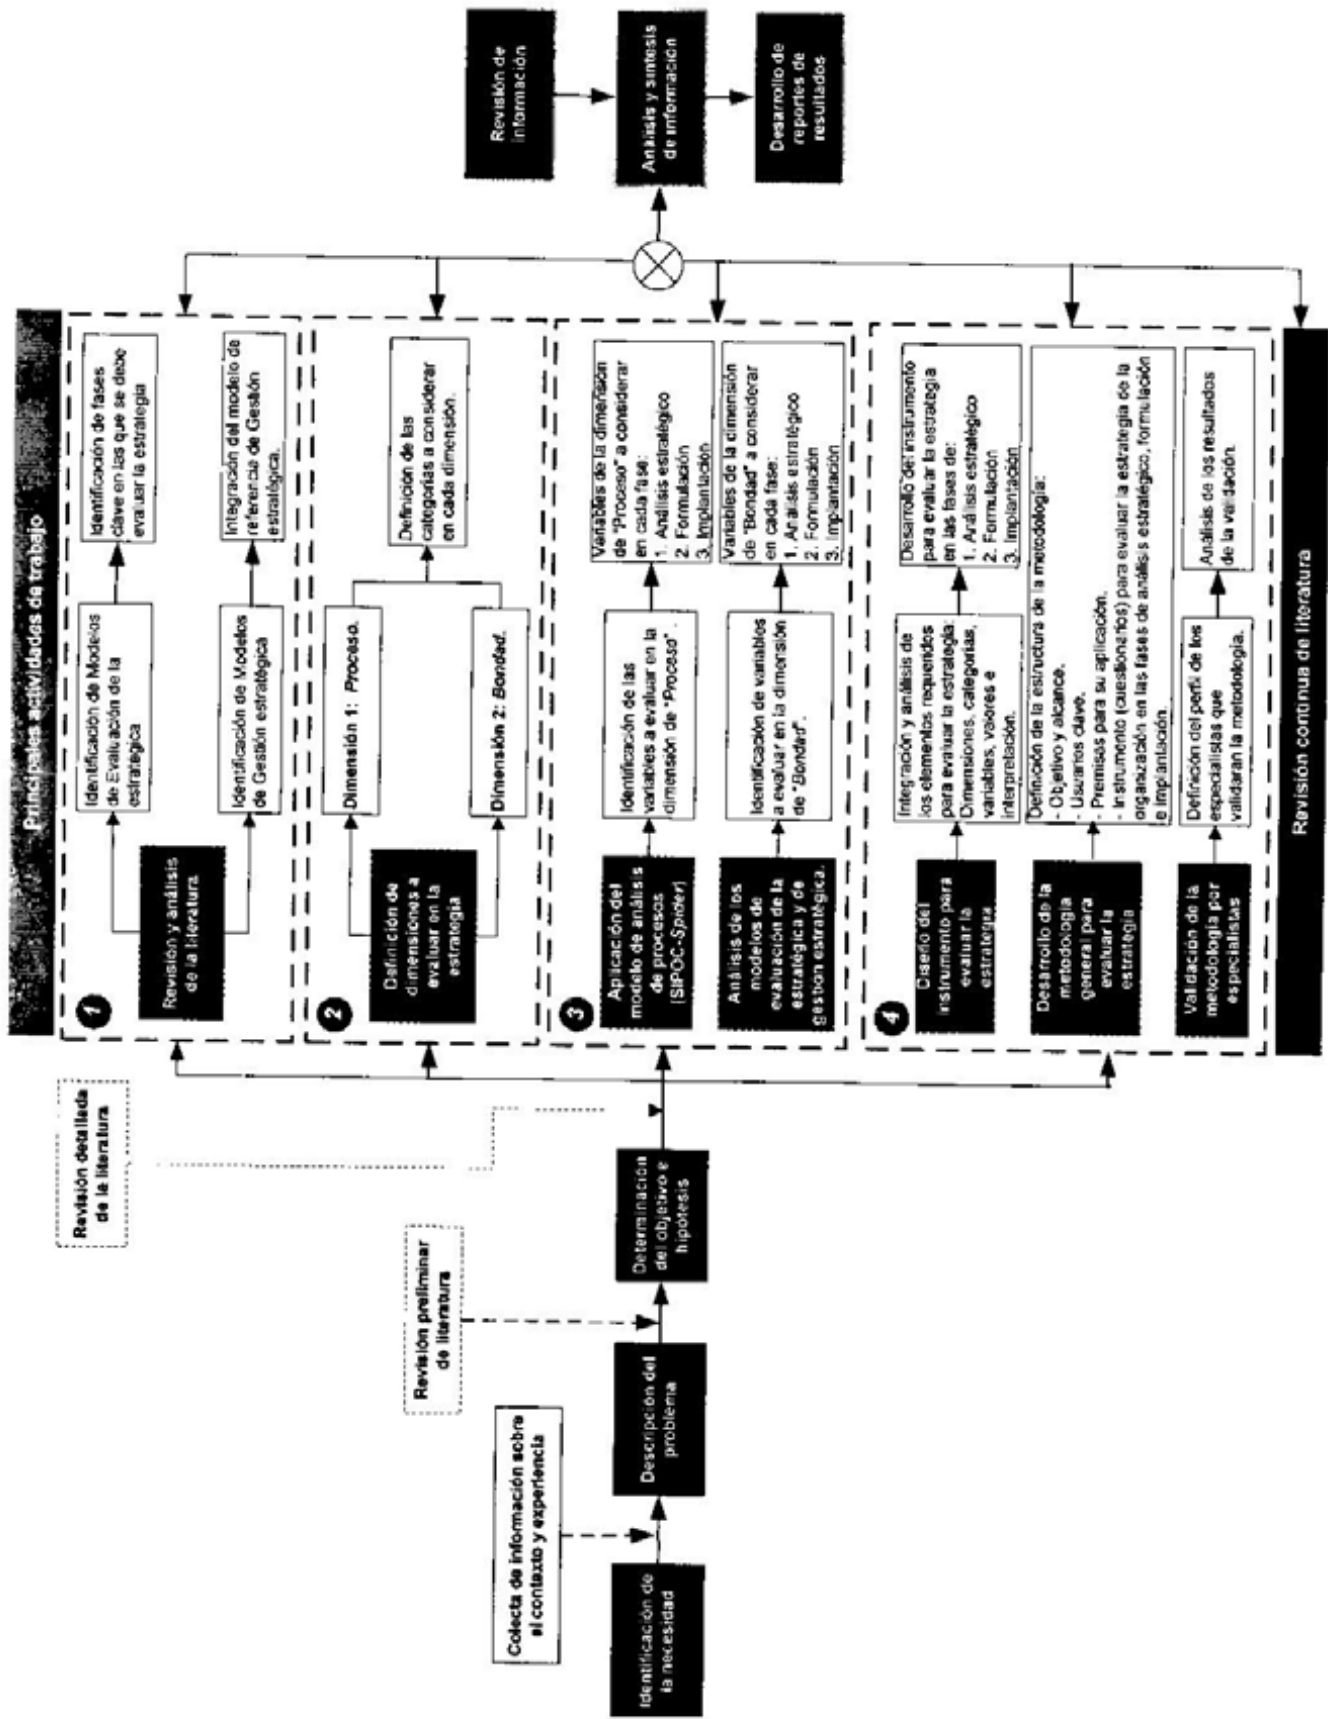 Identificación de
la necesidad
Colecta de información sobre
el contexto y experiencia
Descripción del
problema
Revisión preliminar
de literatura
Determinación
del objetivo e
hipótesis
Revisión detallada
de la literatura
Principales actividades de trabajo
1
Revisión y análisis
de la literatura
Identificación de Modelos
de Evaluación de la
estratégica
Identificación de fases
clave en las que se debe
evaluar la estrategia
Identificación de Modelos
de Gestión estratégica
Integración del modelo de
referencia de Gestión
estratégica.
2
Definición de
dimensiones a
evaluar en la
estrategia
Dimensión 1: Proceso.
Dimensión 2: Bondad.
Definición de las
categorías a considerar
en cada dimensión.
3
Aplicación del
modelo de análisis
de procesos
(SIPOC-Spider)
Identificación de las
variables a evaluar en la
dimensión de "Proceso".
Variables de la dimensión
de "Proceso" a considerar
en cada fase:
1. Análisis estratégico
2. Formulación
3. Implantación
Análisis de los
modelos de
evaluación de la
estratégica y de
gestión estratégica.
Identificación de variables
a evaluar en la dimensión
de "Bondad".
Variables de la dimensión
de "Bondad" a considerar
en cada fase:
1. Análisis estratégico
2. Formulación
3. Implantación
4
Diseño del
instrumento para
evaluar la
estrategia
Integración y análisis de
los elementos requeridos
para evaluar la estrategia:
Dimensiones, categorías,
variables, valores e
interpretación.
Desarrollo del instrumento
para evaluar la estrategia
en las fases de:
1. Análisis estratégico
2. Formulación
3. Implantación
Desarrollo de la
metodología
general para
evaluar la
estrategia
Definición de la estructura de la metodología:
- Objetivo y alcance.
- Usuarios clave.
- Premisas para su aplicación.
- Instrumento (cuestionarios) para evaluar la estrategia de la
organización en las fases de análisis estratégico, formulación
e implantación.
Validación de la
metodología por
especialistas
Definición del perfil de los
especialistas que
validaran la metodología.
Análisis de los resultados
de la validación.
Revisión continua de literatura
Revisión de
información
Análisis y síntesis
de información
Desarrollo de
reportes de
resultados